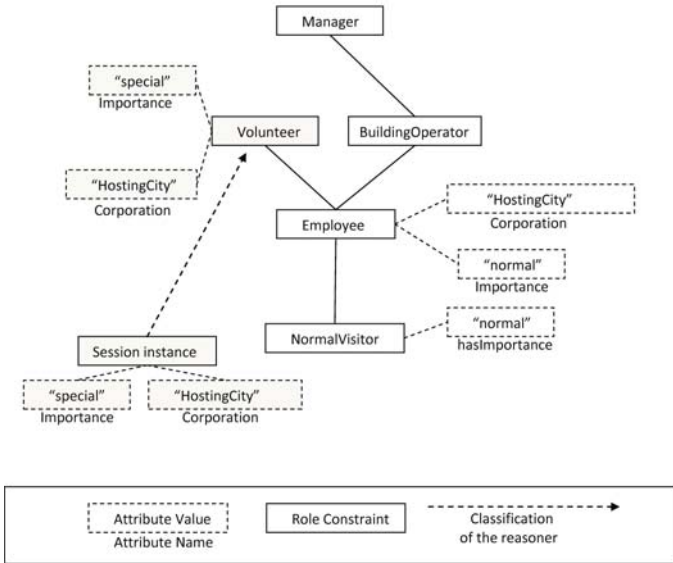 Manager
“special”
Importance
Volunteer
BuildingOperator
“HostingCity”
Corporation
“HostingCity”
Corporation
Employee
“normal”
Importance
“normal”
hasImportance
NormalVisitor
Session instance
“special”
Importance
“HostingCity”
Corporation
Attribute Value
Attribute Name
Role Constraint
Classification
of the reasoner